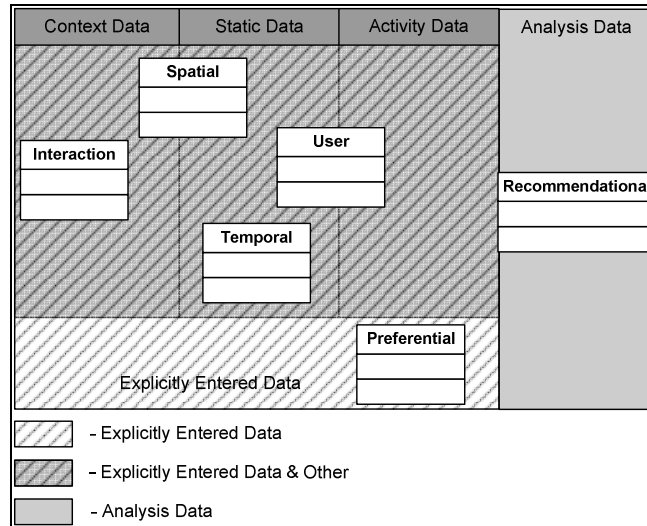 Context Data Static Data Activity Data Analysis Data
Spatial
User
Interaction
Recommendationa
Temporal
Preferential
Explicitly Entered Data
- Explicitly Entered Data
- Explicitly Entered Data & Other
- Analysis Data